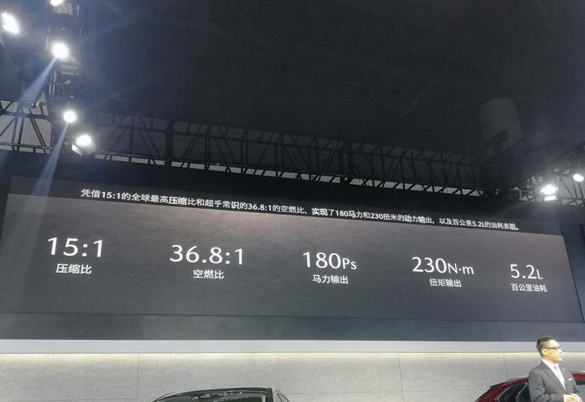 凭借15:1的全球最高压缩比和超乎常识的36.8:1的空燃比、实现了180马力和230扭米的动力输出，以及百公里5.2L的油耗表现。
15:1 36.8:1 180Ps 230N·m 5.2L
压缩比 空燃比 马力输出 扭矩输出 百公里油耗